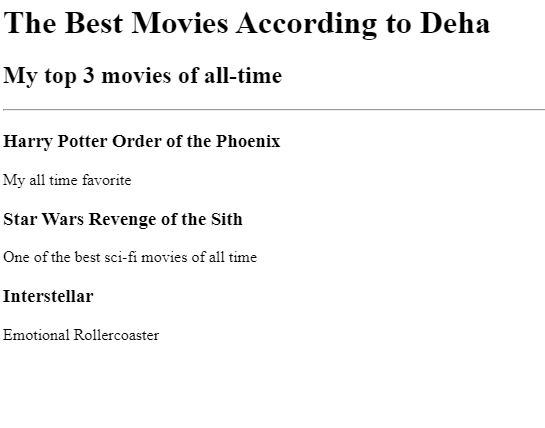 The Best Movies According to Deha
My top 3 movies of all-time
Harry Potter Order of the Phoenix
My all time favorite
Star Wars Revenge of the Sith
One of the best sci-fi movies of all time
Interstellar
Emotional Rollercoaster